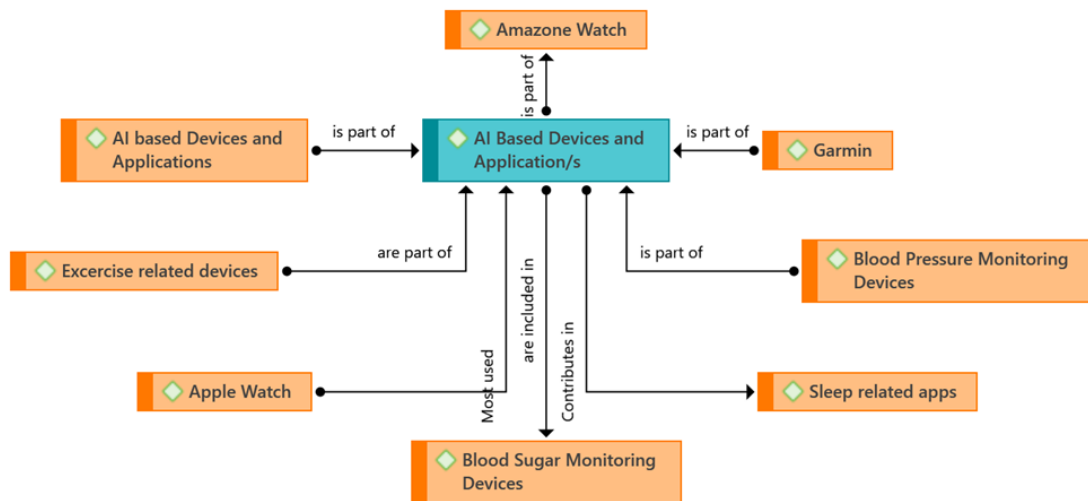 Amazone Watch
is part of
AI based Devices and
Applications
is part of
AI Based Devices and
Application/s
is part of
Garmin
Excercise related devices
are part of
are included in
is part of
Blood Pressure Monitoring
Devices
Apple Watch
Most used
Contributes in
Sleep related apps
Blood Sugar Monitoring
Devices